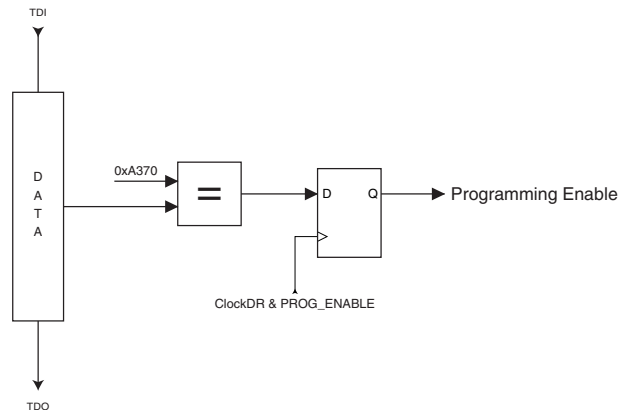 TDI
D
A
T
A
0xA370
=
D Q
Programming Enable
ClockDR & PROG_ENABLE
TDO